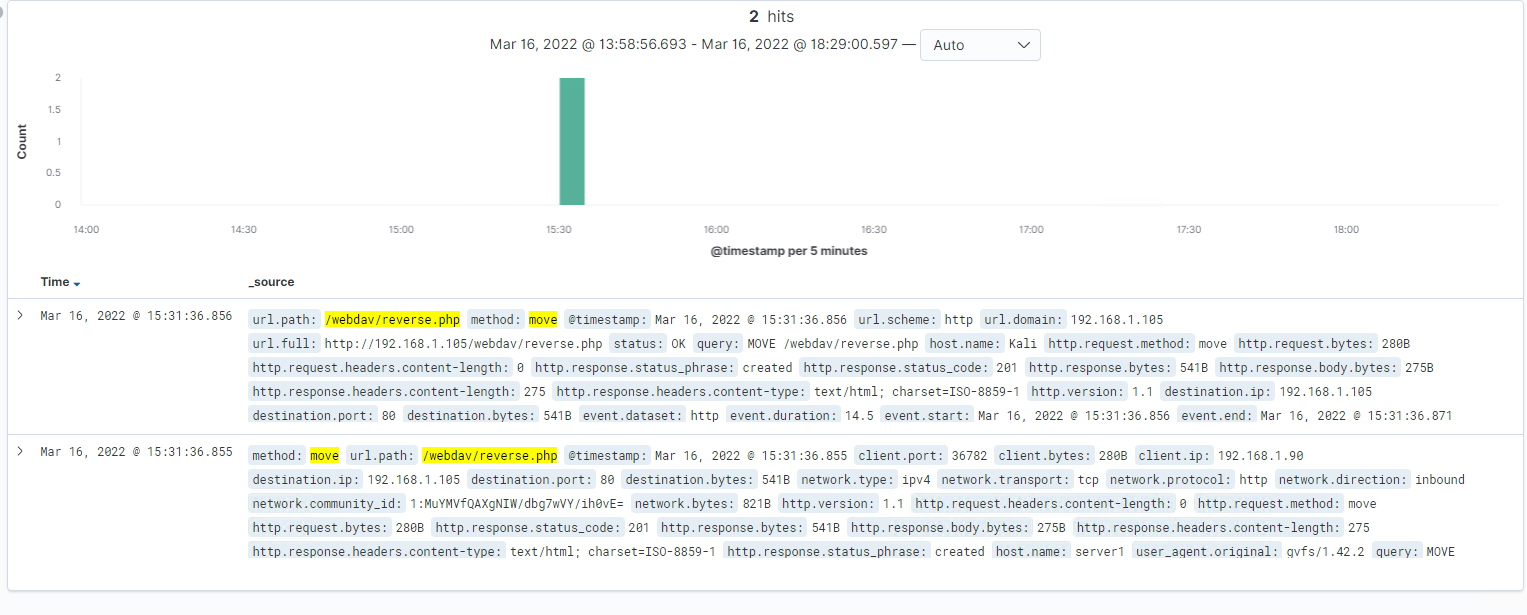 2 hits
Mar 16, 2022 @ 13:58:56.693 - Mar 16, 2022 @ 18:29:00.597 — Auto
2
1.5
1
0.5
0
Count
14:00 14:30 15:00 15:30 16:00 16:30 17:00 17:30 18:00
@timestamp per 5 minutes
Time _source
Mar 16, 2022 @ 15:31:36.856 url.path: /webdav/reverse.php method: move @timestamp: Mar 16, 2022 @ 15:31:36.856 url.scheme: http url.domain: 192.168.1.105
url.full: http://192.168.1.105/webdav/reverse.php status: OK query: MOVE /webdav/reverse.php host.name: Kali http.request.method: move http.request.bytes: 280B
http.request.headers.content-length: 0 http.response.status_phrase: created http.response.status_code: 201 http.response.bytes: 541B http.response.body.bytes: 275B
http.response.headers.content-length: 275 http.response.headers.content-type: text/html; charset=ISO-8859-1 http.version: 1.1 destination.ip: 192.168.1.105
destination.port: 80 destination.bytes: 541B event.dataset: http event.duration: 14.5 event.start: Mar 16, 2022 @ 15:31:36.856 event.end: Mar 16, 2022 @ 15:31:36.871
Mar 16, 2022 @ 15:31:36.855 method: move url.path: /webdav/reverse.php @timestamp: Mar 16, 2022 @ 15:31:36.855 client.port: 36782 client.bytes: 280B client.ip: 192.168.1.90
destination.ip: 192.168.1.105 destination.port: 80 destination.bytes: 541B network.type: ipv4 network.transport: tcp network.protocol: http network.direction: inbound
network.community_id: 1:MuYMVfQAXgNIW/dbg7wVY/ih0vE= network.bytes: 821B http.version: 1.1 http.request.headers.content-length: 0 http.request.method: move
http.request.bytes: 280B http.response.status_code: 201 http.response.bytes: 541B http.response.body.bytes: 275B http.response.headers.content-length: 275
http.response.headers.content-type: text/html; charset=ISO-8859-1 http.response.status_phrase: created host.name: server1 user_agent.original: gvfs/1.42.2 query: MOVE